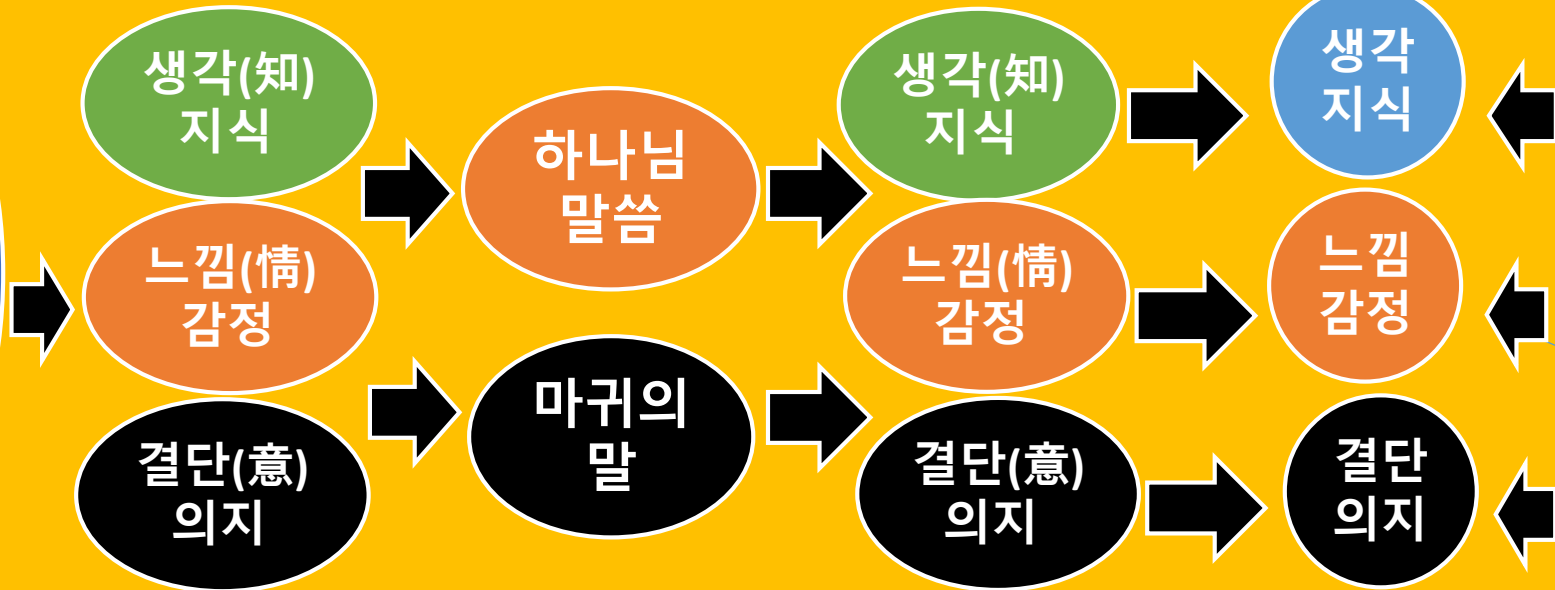 생각(知)
지식
느낌(情)
감정
결단(意)
의지
하나님
말씀
마귀의
말
생각(知)
지식
느낌(情)
감정
결단(意)
의지
생각
지식
느낌
감정
결단
의지